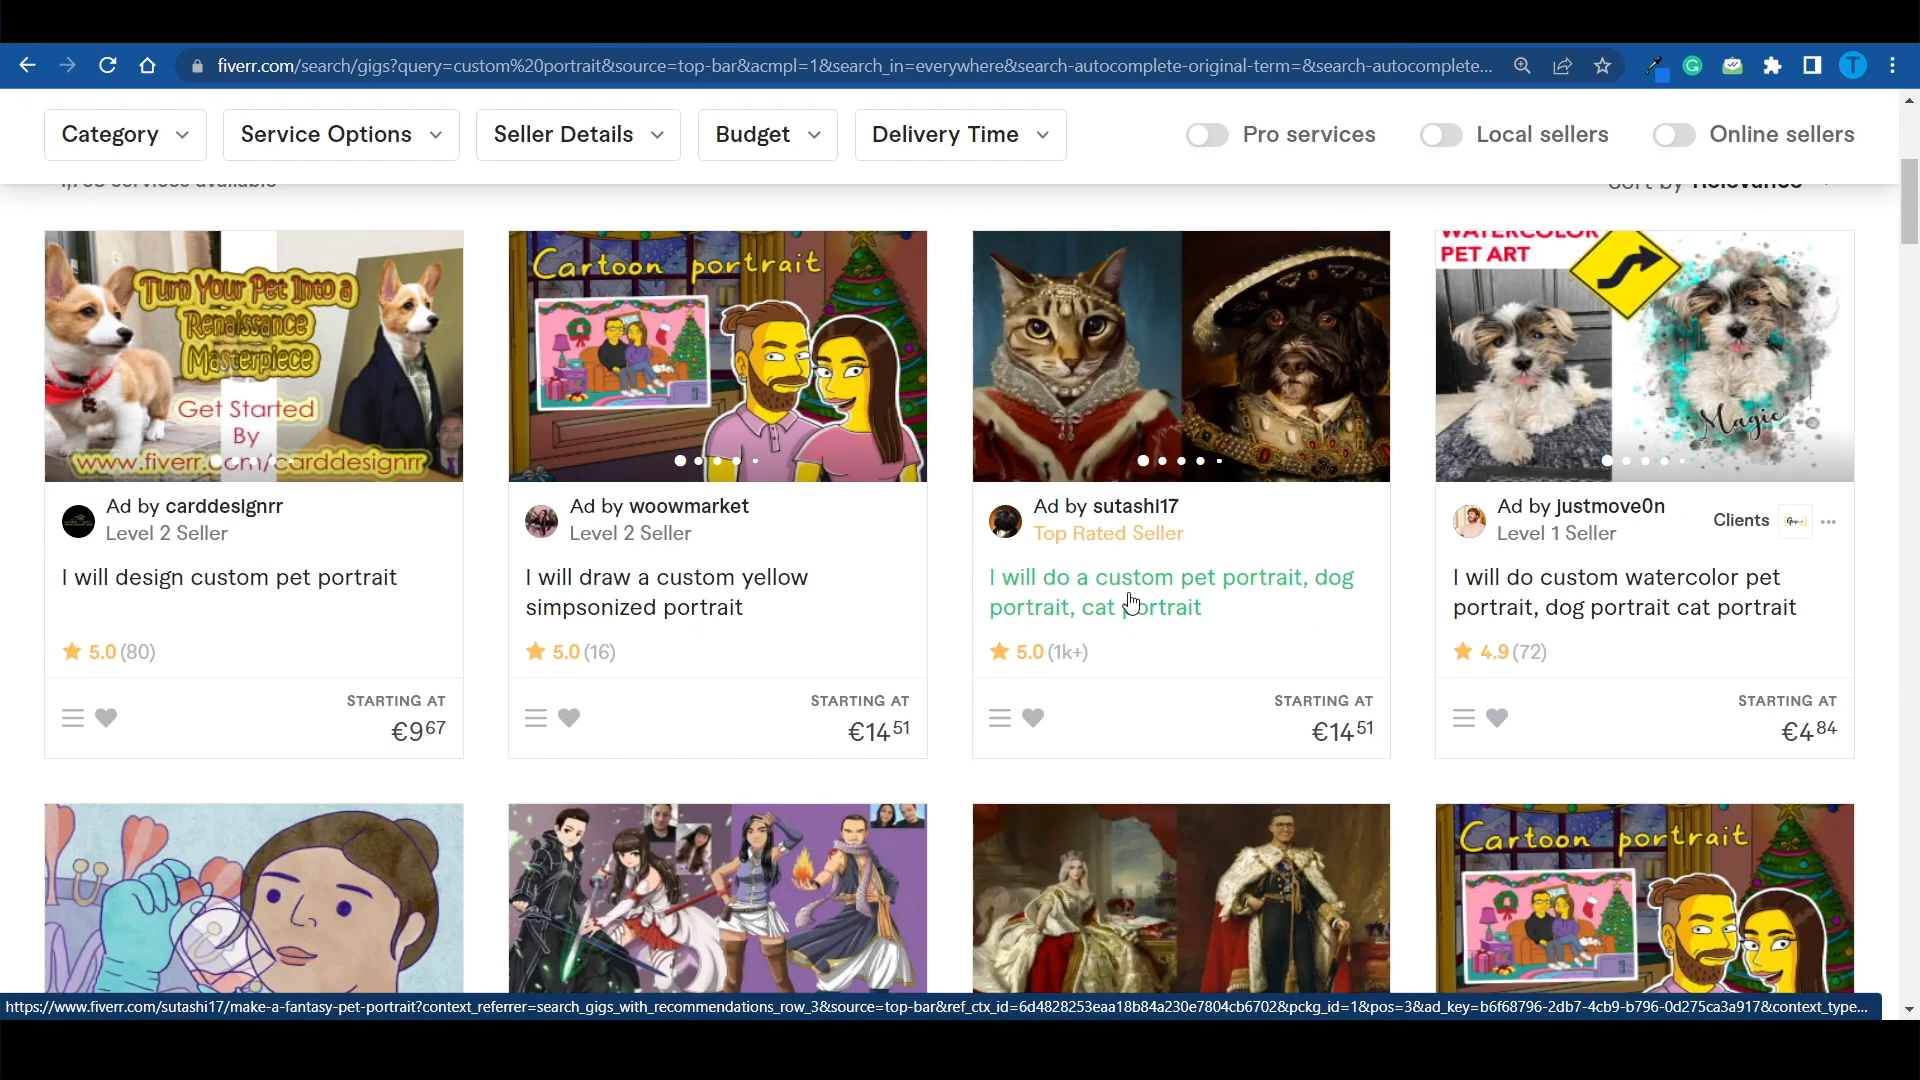 fiverr.com/search/gigs?query=custom%20portrait&source=top-bar&acmpl=1&search_in=everywhere&search-autocomplete-original-term=&search-autocomplete...
Category
Service Options
Seller Details
Budget
Delivery Time
Pro services
Local sellers
Online sellers
services available
Sort by Relevance
Turn Your Pet Into a
Renaissance
Masterpiece
Get Started
By
www.fiverr.com/carddesignrr
Cartoon portrait
WATERCOLOR
PET ART
Magic
Ad by carddesignrr
Level 2 Seller
I will design custom pet portrait
5.0 (80)
STARTING AT
€9 67
Ad by woowmarket
Level 2 Seller
I will draw a custom yellow
simpsonized portrait
5.0 (16)
STARTING AT
€14 51
Ad by sutashi17
Top Rated Seller
I will do a custom pet portrait, dog
portrait, cat portrait
5.0 (1k+)
STARTING AT
€14 51
Ad by justmove0n
Level 1 Seller
Clients
I will do custom watercolor pet
portrait, dog portrait cat portrait
4.9 (72)
STARTING AT
€4 84
Cartoon portrait
https://www.fiverr.com/sutashi17/make-a-fantasy-pet-portrait?context_referrer=search_gigs_with_recommendations_row_3&source=top-bar&ref_ctx_id=6d4828253eaa18b84a230e7804cb6702&pckg_id=1&pos=3&ad_key=b6f68796-2db7-4cb9-b796-0d275ca3a917&context_type...